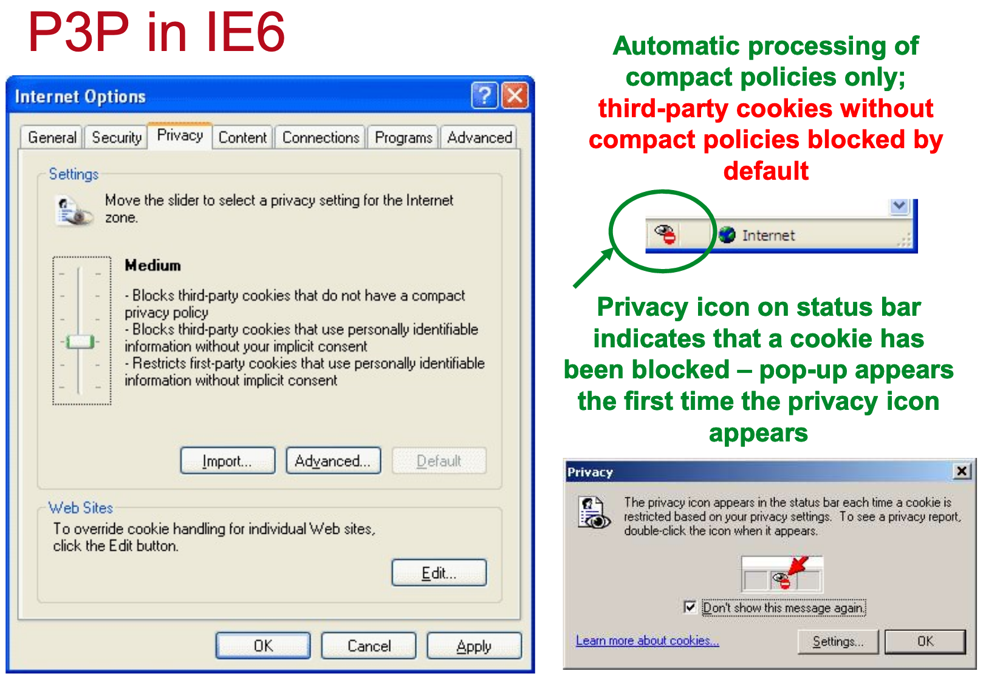 P3P in IE6
Internet Options
General
Security
Privacy
Content
Connections
Programs
Advanced
Settings
Move the slider to select a privacy setting for the Internet
zone.
Medium
- Blocks third-party cookies that do not have a compact
privacy policy
- Blocks third-party cookies that use personally identifiable
information without your implicit consent
- Restricts first-party cookies that use personally identifiable
information without implicit consent
Import...
Advanced...
Default
Web Sites
To override cookie handling for individual Web sites,
click the Edit button.
Edit...
OK
Cancel
Apply
Automatic processing of
compact policies only;
third-party cookies without
compact policies blocked by
default
Internet
Privacy icon on status bar
indicates that a cookie has
been blocked – pop-up appears
the first time the privacy icon
appears
Privacy
The privacy icon appears in the status bar each time a cookie is
restricted based on your privacy settings. To see a privacy report,
double-click the icon when it appears.
Don't show this message again.
Learn more about cookies...
Settings...
OK